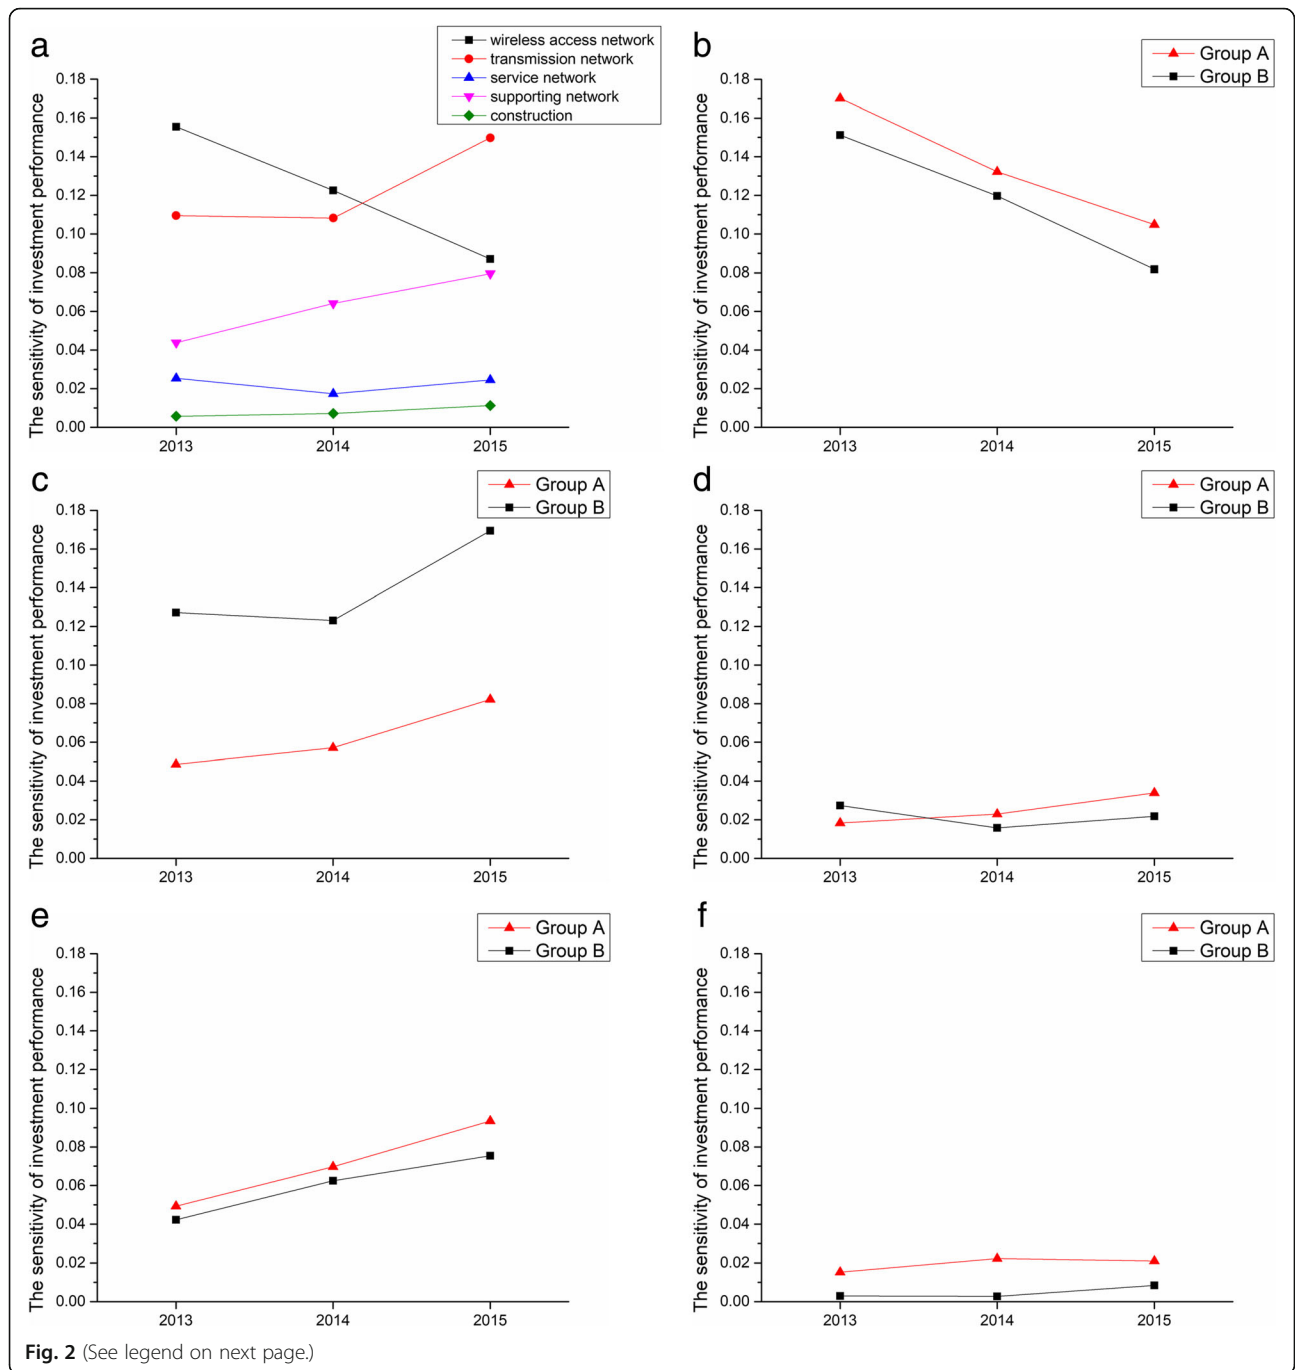 a
wireless access network
transmission network
service network
supporting network
construction
The sensitivity of investment performance
0.18
0.16
0.14
0.12
0.10
0.08
0.06
0.04
0.02
0.00
2013 2014 2015
b
Group A
Group B
The sensitivity of investment performance
0.18
0.16
0.14
0.12
0.10
0.08
0.06
0.04
0.02
0.00
2013 2014 2015
c
Group A
Group B
The sensitivity of investment performance
0.18
0.16
0.14
0.12
0.10
0.08
0.06
0.04
0.02
0.00
2013 2014 2015
d
Group A
Group B
The sensitivity of investment performance
0.18
0.16
0.14
0.12
0.10
0.08
0.06
0.04
0.02
0.00
2013 2014 2015
e
Group A
Group B
The sensitivity of investment performance
0.18
0.16
0.14
0.12
0.10
0.08
0.06
0.04
0.02
0.00
2013 2014 2015
f
Group A
Group B
The sensitivity of investment performance
0.18
0.16
0.14
0.12
0.10
0.08
0.06
0.04
0.02
0.00
2013 2014 2015
Fig. 2 (See legend on next page.)